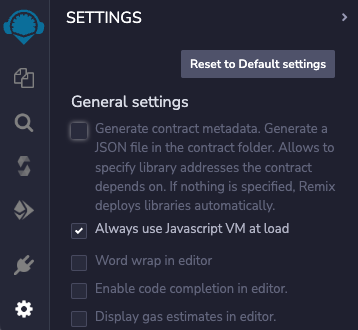 SETTINGS
Reset to Default settings
General settings
Generate contract metadata. Generate a
JSON file in the contract folder. Allows to
specify library addresses the contract
depends on. If nothing is specified, Remix
deploys libraries automatically.
Always use Javascript VM at load
Word wrap in editor
Enable code completion in editor.
Display gas estimates in editor.